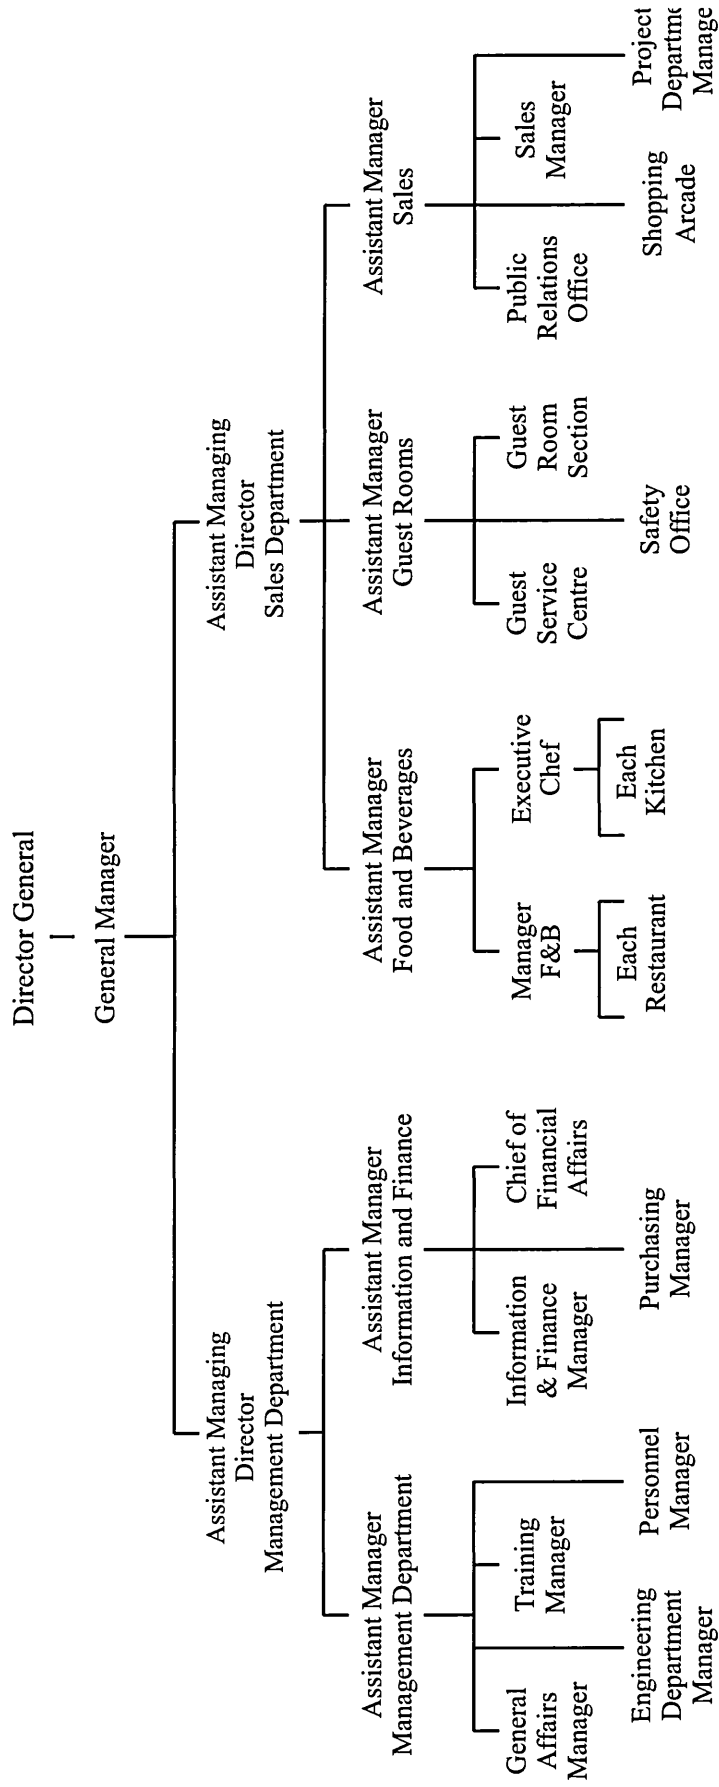 Director General
General Manager
Assistant Managing
Director
Management Department
Assistant Managing
Director
Sales Department
Assistant Manager
Management Department
Assistant Manager
Information and Finance
Assistant Manager
Food and Beverages
Assistant Manager
Guest Rooms
Assistant Manager
Sales
General
Affairs
Manager
Training
Manager
Information
& Finance
Manager
Chief of
Financial
Affairs
Manager
F&B
Executive
Chef
Guest
Service
Centre
Guest
Room
Section
Public
Relations
Office
Sales
Manager
Engineering
Department
Manager
Personnel
Manager
Purchasing
Manager
Each
Restaurant
Each
Kitchen
Safety
Office
Shopping
Arcade
Project
Departme
Manage